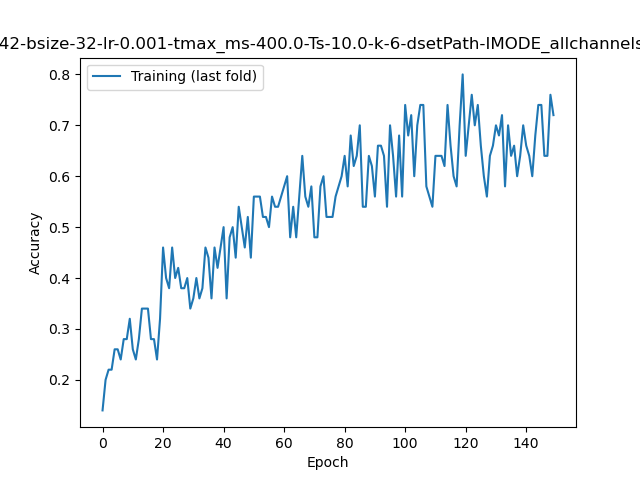 42-bsize-32-lr-0.001-tmax_ms-400.0-Ts-10.0-k-6-dsetPath-IMODE_allchannels
Training (last fold)
Accuracy
0.8
0.7
0.6
0.5
0.4
0.3
0.2
0 20 40 60 80 100 120 140
Epoch